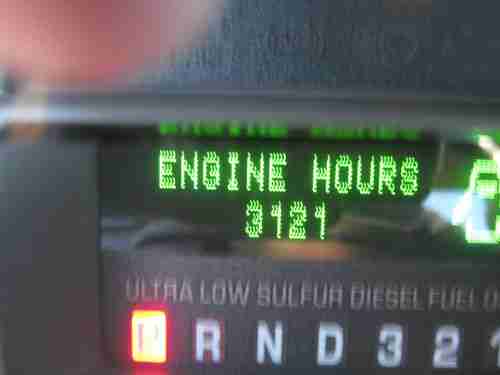 ENGINE HOURS
3121
ULTRA LOW SULFUR DIESEL FUEL
P R N D 3 2